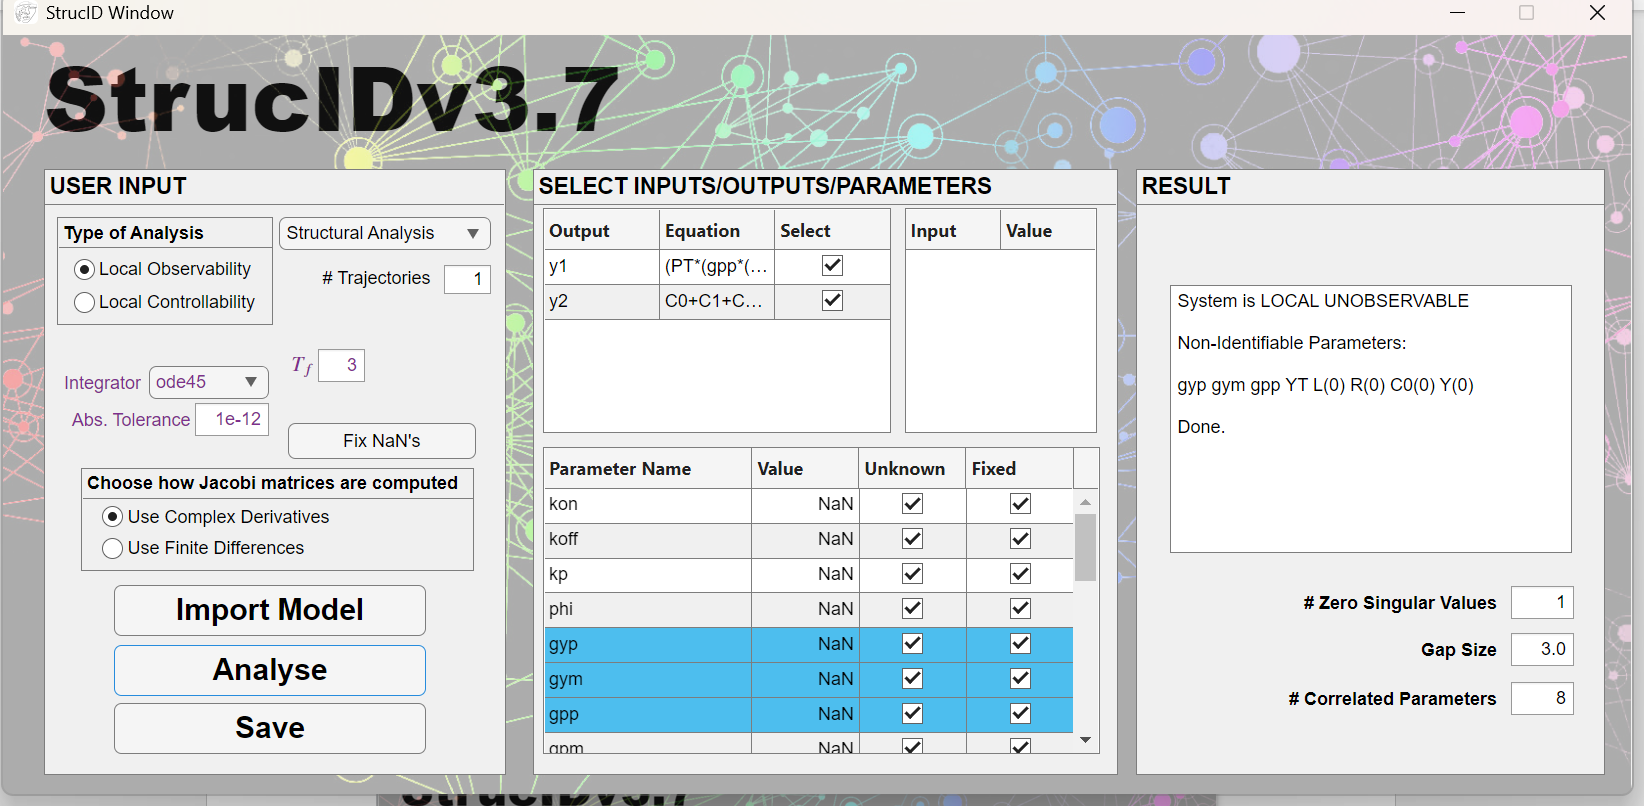 StrucID Window
StrucIDv3.7
USER INPUT
Type of Analysis
Local Observability
Local Controllability
Structural Analysis
# Trajectories 1
Integrator ode45
T_f 3
Abs. Tolerance 1e-12
Fix NaN's
Choose how Jacobi matrices are computed
Use Complex Derivatives
Use Finite Differences
Import Model
Analyse
Save
SELECT INPUTS/OUTPUTS/PARAMETERS
Output Equation Select
y1 (PT*(gpp*(...
y2 C0+C1+C...
Input Value
Parameter Name Value Unknown Fixed
kon NaN
koff NaN
kp NaN
phi NaN
gyp NaN
gym NaN
gpp NaN
gpm NaN
RESULT
System is LOCAL UNOBSERVABLE
Non-Identifiable Parameters:
gyp gym gpp YT L(0) R(0) C0(0) Y(0)
Done.
# Zero Singular Values 1
Gap Size 3.0
# Correlated Parameters 8
StrucIDv3.7